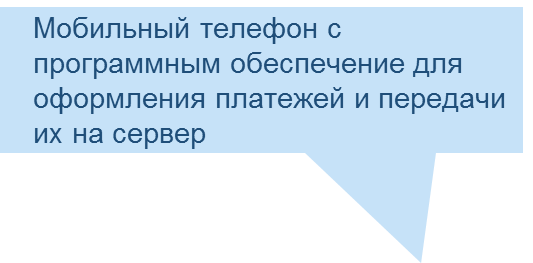 Мобильный телефон с
программным обеспечение для
оформления платежей и передачи
их на сервер